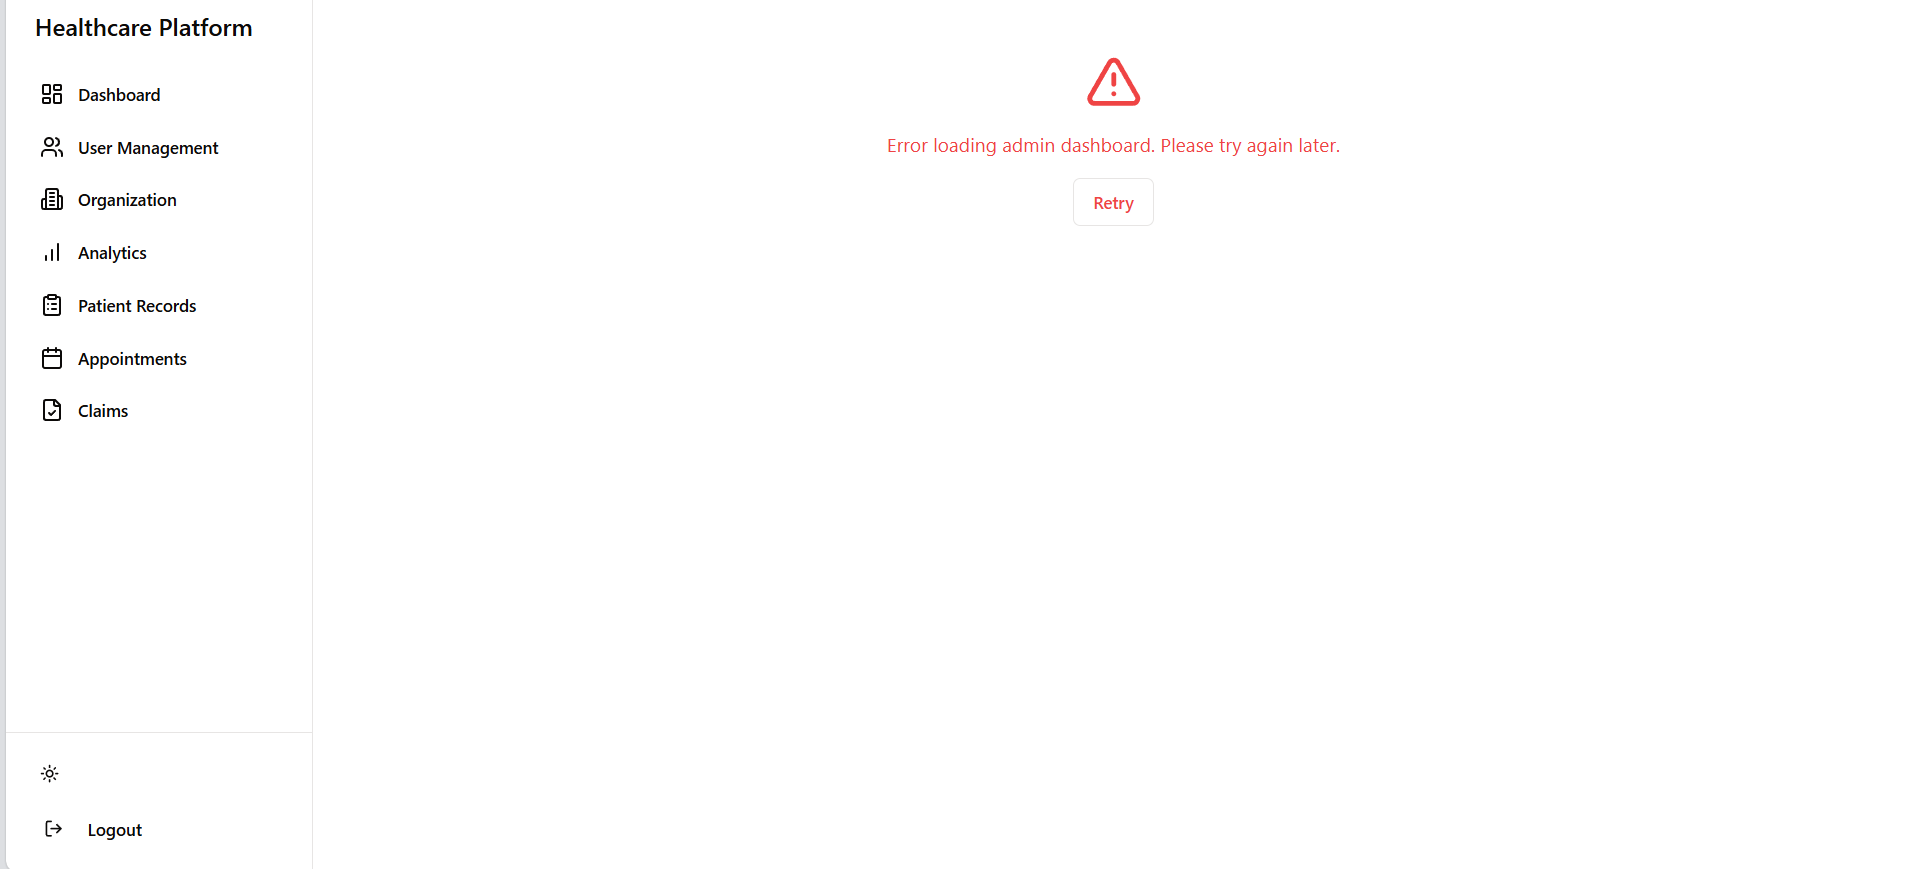 Healthcare Platform
Dashboard
User Management
Organization
Analytics
Patient Records
Appointments
Claims
Logout
Error loading admin dashboard. Please try again later.
Retry